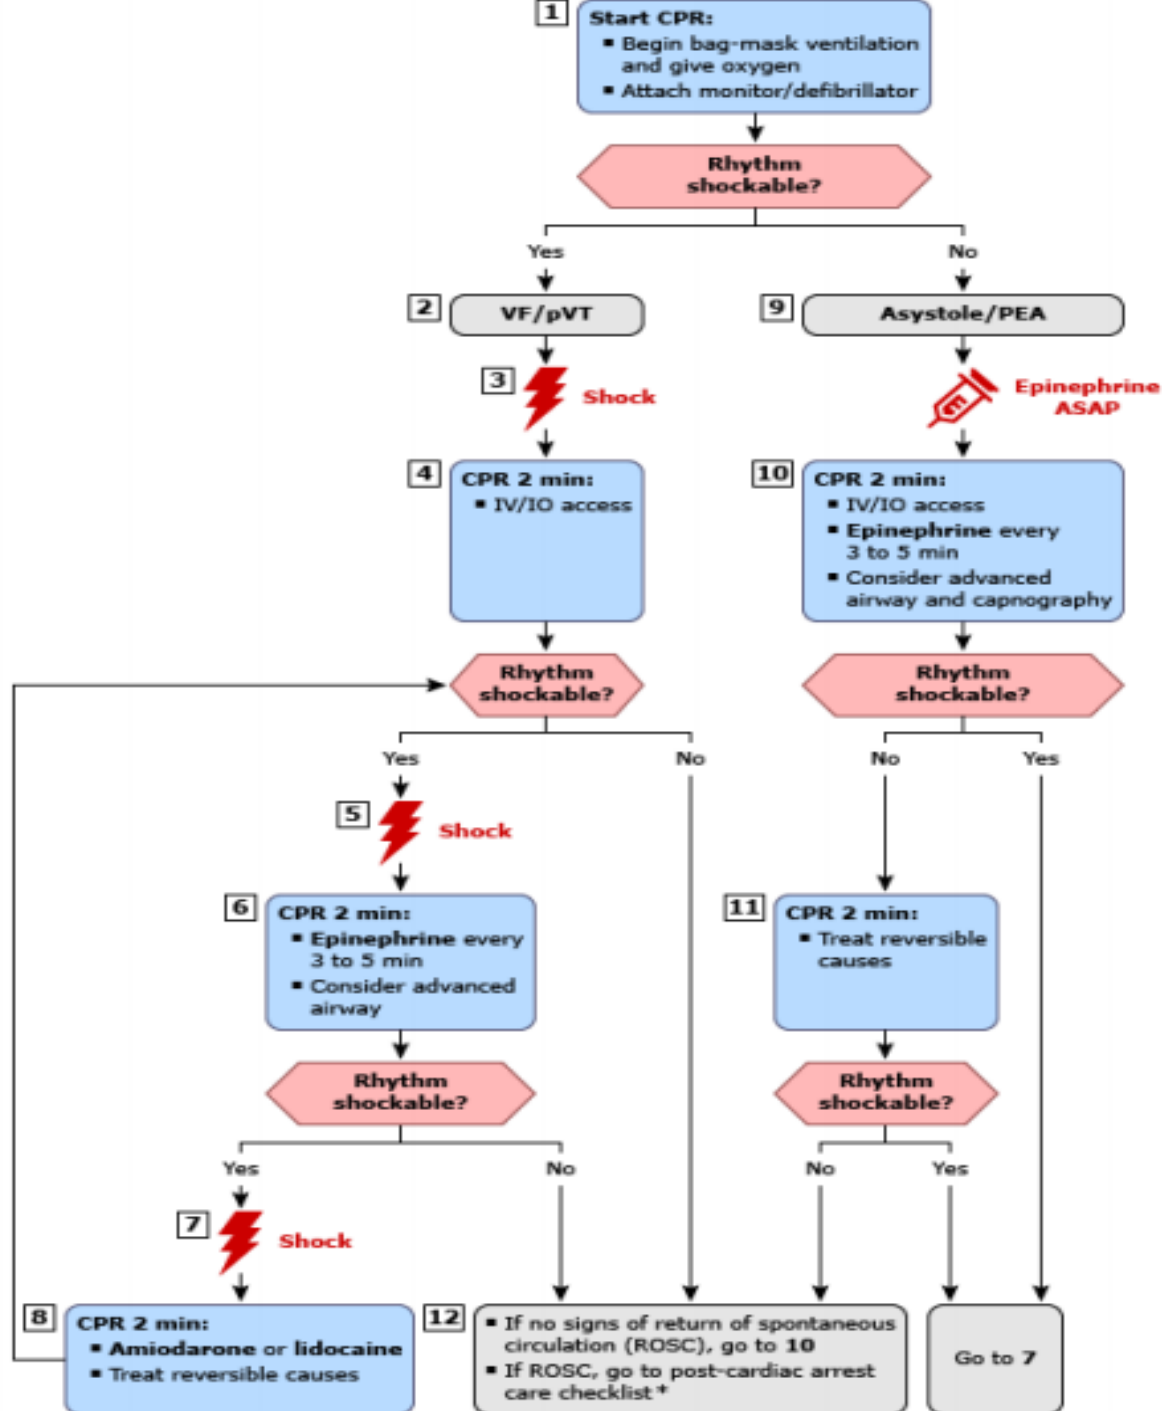 1
Start CPR:
▪ Begin bag-mask ventilation
and give oxygen
▪ Attach monitor/defibrillator
Rhythm
shockable?
Yes
No
2
VF/pVT
9
Asystole/PEA
3
Shock
E
Epinephrine
ASAP
4
CPR 2 min:
▪ IV/IO access
10
CPR 2 min:
▪ IV/IO access
▪ Epinephrine every
3 to 5 min
▪ Consider advanced
airway and capnography
Rhythm
shockable?
Rhythm
shockable?
Yes
No
No
Yes
5
Shock
6
CPR 2 min:
▪ Epinephrine every
3 to 5 min
▪ Consider advanced
airway
11
CPR 2 min:
▪ Treat reversible
causes
Rhythm
shockable?
Rhythm
shockable?
Yes
No
No
Yes
7
Shock
8
CPR 2 min:
▪ Amiodarone or lidocaine
▪ Treat reversible causes
12
▪ If no signs of return of spontaneous
circulation (ROSC), go to 10
▪ If ROSC, go to post-cardiac arrest
care checklist*
Go to 7